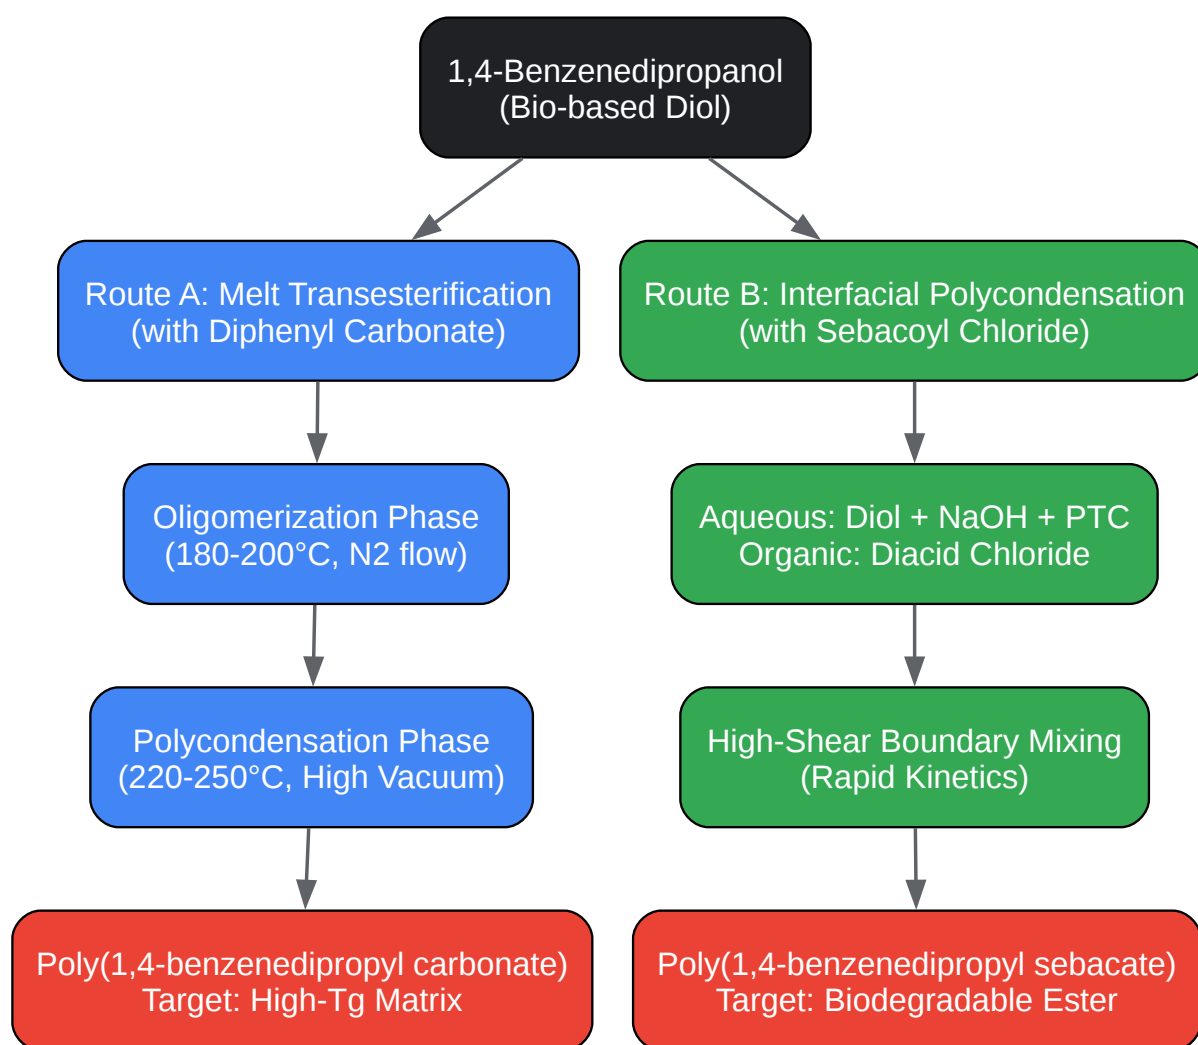 1,4-Benzenedipropanol
(Bio-based Diol)
Route A: Melt Transesterification
(with Diphenyl Carbonate)
Route B: Interfacial Polycondensation
(with Sebacoyl Chloride)
Oligomerization Phase
(180-200°C, N2 flow)
Aqueous: Diol + NaOH + PTC
Organic: Diacid Chloride
Polycondensation Phase
(220-250°C, High Vacuum)
High-Shear Boundary Mixing
(Rapid Kinetics)
Poly(1,4-benzenedipropyl carbonate)
Target: High-Tg Matrix
Poly(1,4-benzenedipropyl sebacate)
Target: Biodegradable Ester